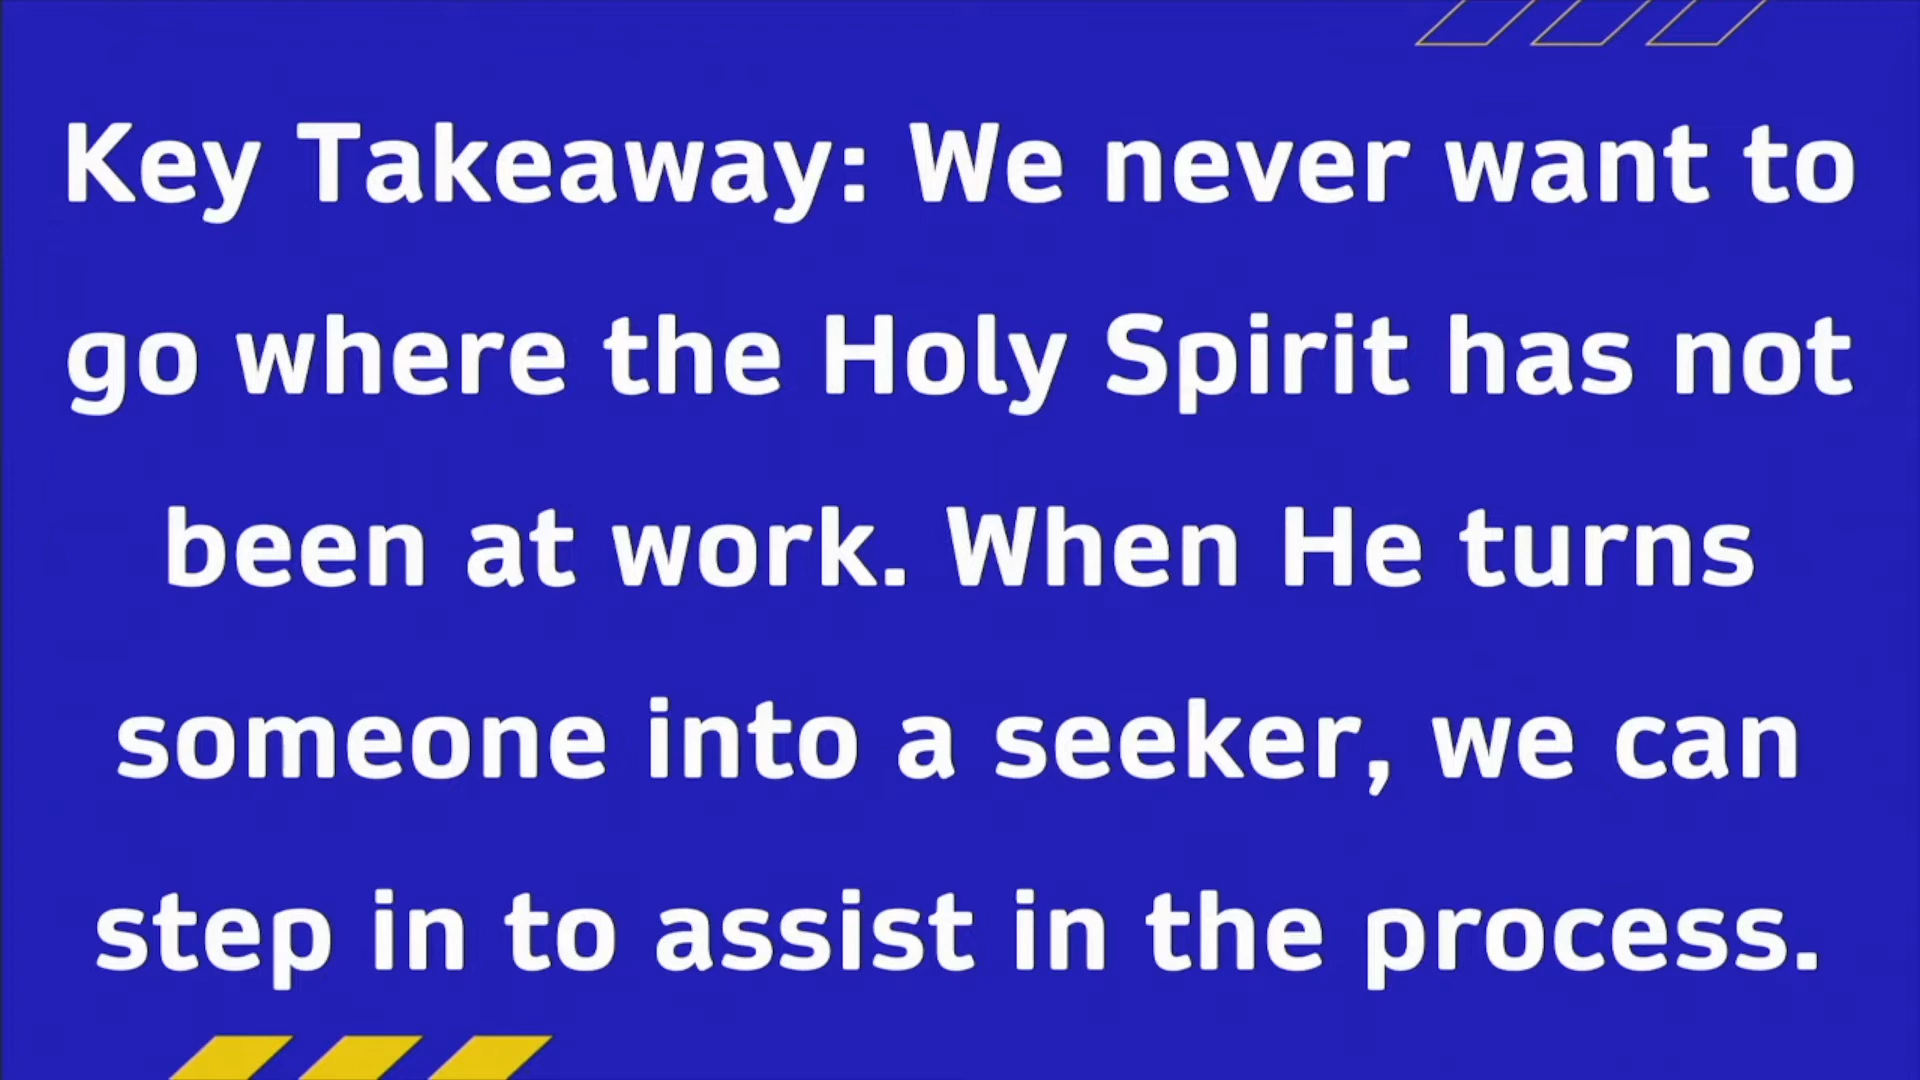 Key Takeaway: We never want to
go where the Holy Spirit has not
been at work. When He turns
someone into a seeker, we can
step in to assist in the process.